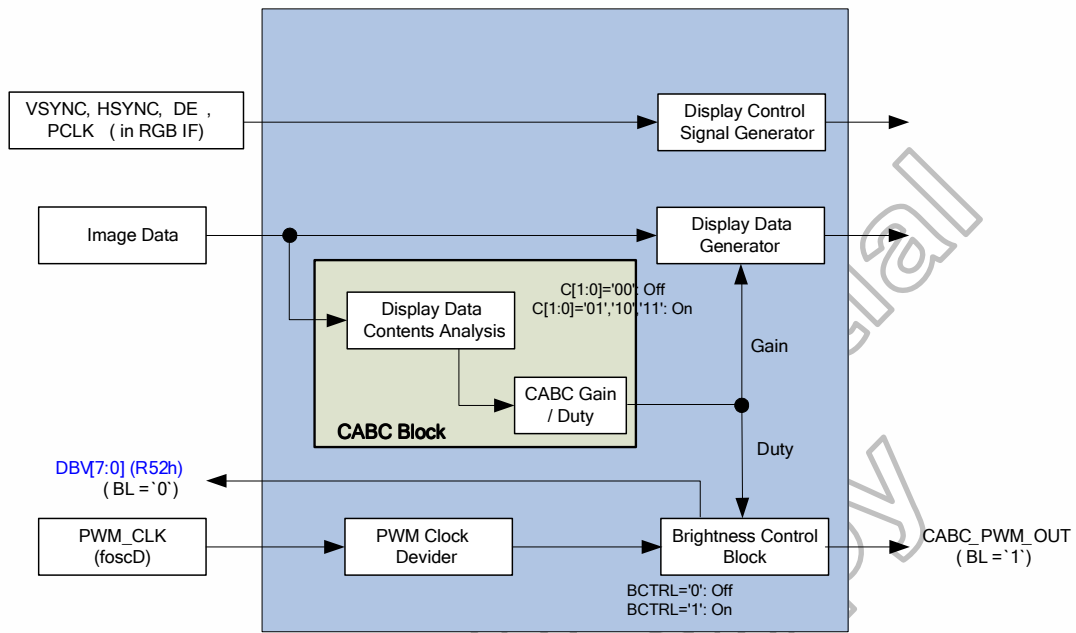 VSYNC, HSYNC, DE ,
PCLK ( in RGB IF)
Display Control
Signal Generator
Image Data
Display Data
Generator
C[1:0]='00': Off
C[1:0]='01','10','11': On
Display Data
Contents Analysis
Gain
CABC Gain
/ Duty
CABC Block
Duty
DBV[7:0] (R52h)
( BL =`0`)
PWM_CLK
(foscD)
PWM Clock
Devider
Brightness Control
Block
CABC_PWM_OUT
( BL =`1`)
BCTRL='0': Off
BCTRL='1': On